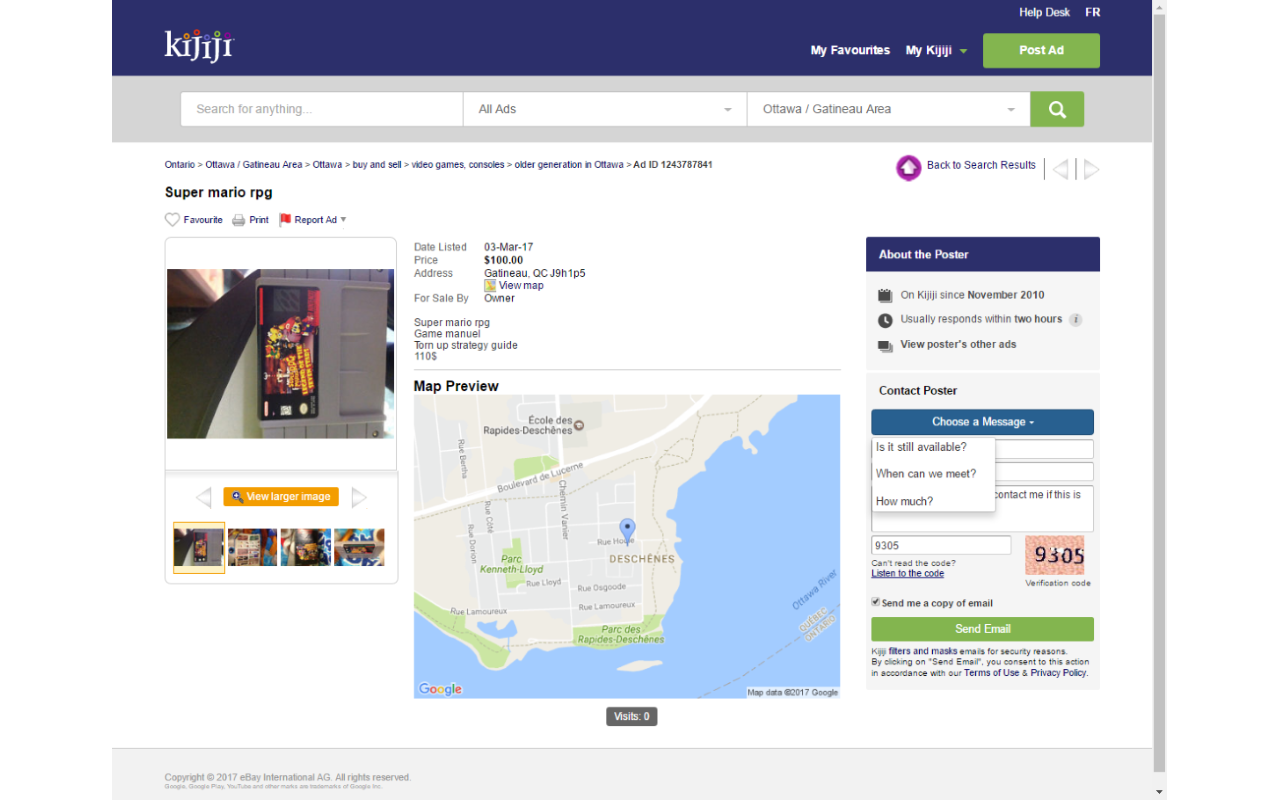 Help Desk FR
kijiji
My Favourites My Kijiji Post Ad
Search for anything... All Ads Ottawa / Gatineau Area
Ontario > Ottawa / Gatineau Area > Ottawa > buy and sell > video games, consoles > older generation in Ottawa > Ad ID 1243787841
Back to Search Results
Super mario rpg
Favourite Print Report Ad
Date Listed 03-Mar-17
Price $100.00
Address Gatineau, QC J9h1p5
View map
For Sale By Owner
Super mario rpg
Game manuel
Torn up strategy guide
110$
View larger image
Map Preview
École des
Rapides-Deschênes
Rue Bertha
Boulevard de Lucerne
Chemin Vanier
Rue Côté
Rue Dorion
Rue
DESCHÊNES
Parc
Kenneth-Lloyd
Rue Lloyd
Rue Osgoode
Rue Lamoureux
Rue Lamoureux
Parc des
Rapides-Deschênes
Ottawa River
QUÉBEC
ONTARIO
Google
Map data ©2017 Google
Visits: 0
About the Poster
On Kijiji since November 2010
Usually responds within two hours i
View poster's other ads
Contact Poster
Choose a Message
Is it still available?
When can we meet?
How much?
contact me if this is
9305
9305
Can't read the code?
Listen to the code
Verification code
Send me a copy of email
Send Email
Kijiji filters and masks emails for security reasons.
By clicking on "Send Email", you consent to this action
in accordance with our Terms of Use & Privacy Policy.
Copyright © 2017 eBay International AG. All rights reserved.
Google, Google Play, YouTube and other marks are trademarks of Google Inc.